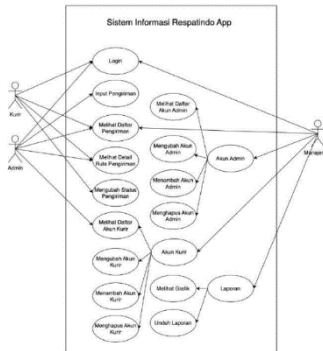 Sistem Informasi Respatindo App
Login
Input Pengiriman
Melihat Daftar
Pengiriman
Melihat Detail
Rute Pengiriman
Mengubah Status
Pengiriman
Melihat Daftar
Akun Kurir
Mengubah Akun
Kurir
Menambah Akun
Kurir
Menghapus Akun
Kurir
Melihat Daftar
Akun Admin
Mengubah Akun
Admin
Menambah Akun
Admin
Menghapus Akun
Admin
Akun Admin
Akun Kurir
Melihat Grafik
Laporan
Unduh Laporan
Kurir
Admin
Manajer